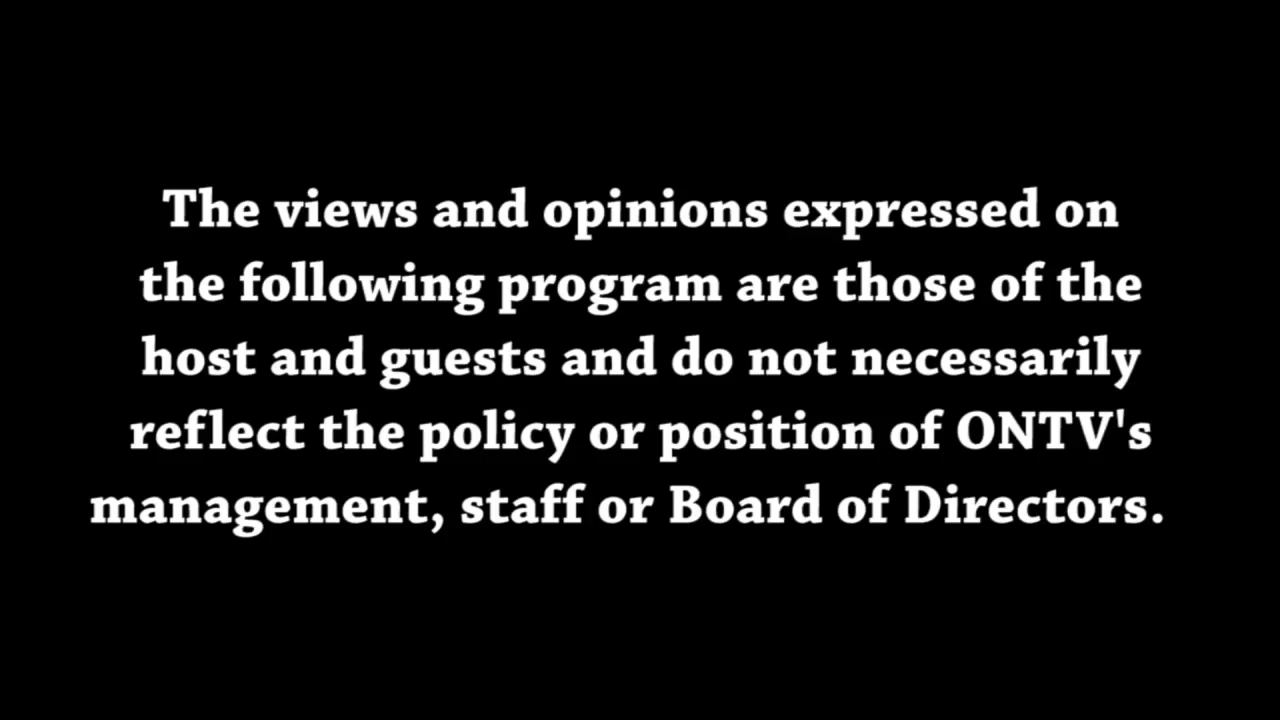 The views and opinions expressed on
the following program are those of the
host and guests and do not necessarily
reflect the policy or position of ONTV's
management, staff or Board of Directors.